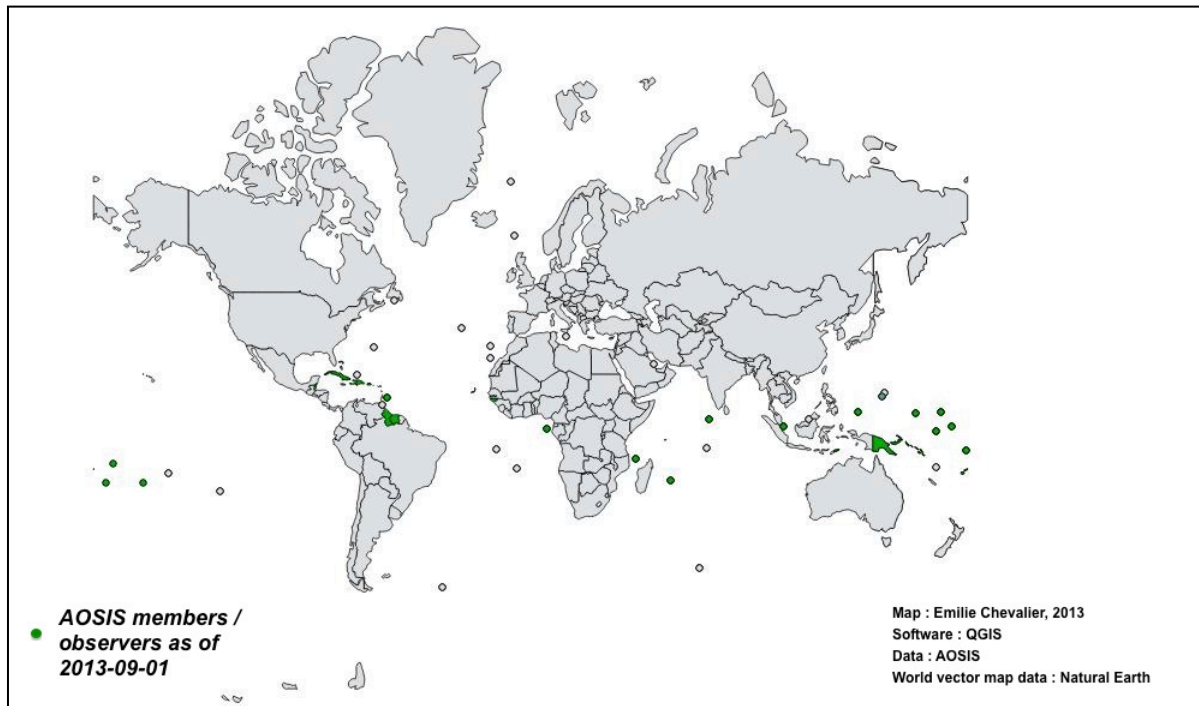 AOSIS members /
observers as of
2013-09-01
Map : Emilie Chevalier, 2013
Software : QGIS
Data : AOSIS
World vector map data : Natural Earth